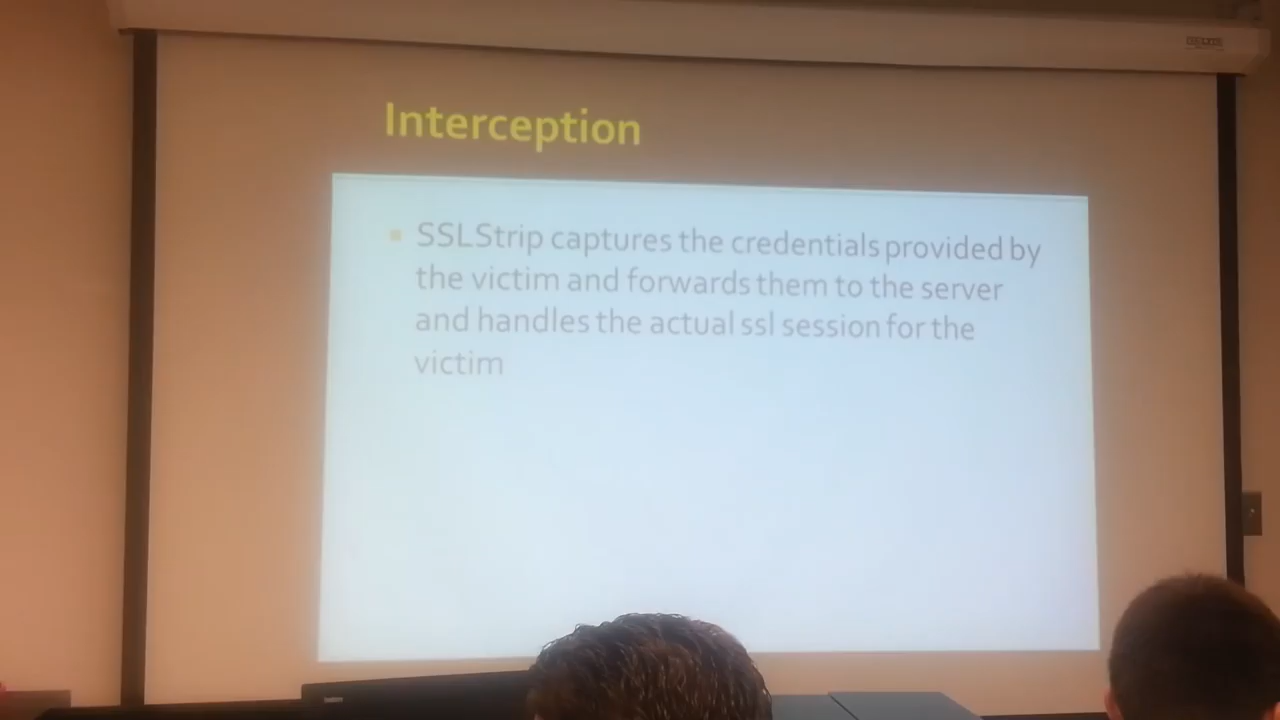 Interception
SSLStrip captures the credentials provided by
the victim and forwards them to the server
and handles the actual ssl session for the
victim